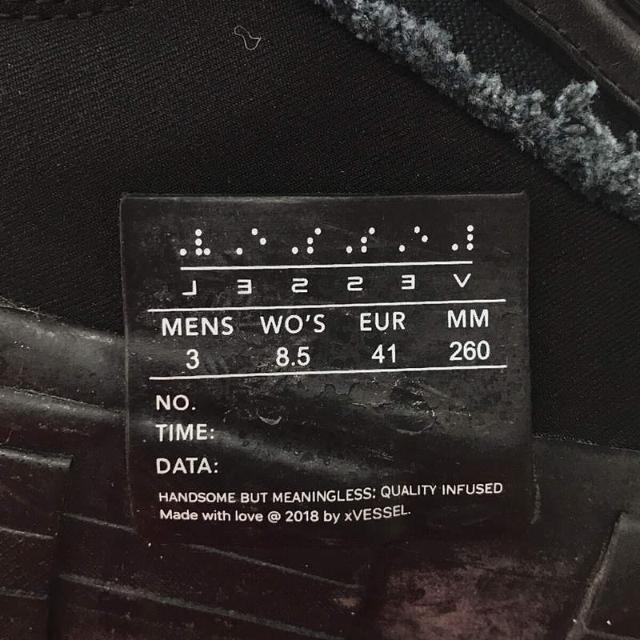 ⅃ Ǝ Ƨ Ƨ Ǝ V
MENS WO'S EUR MM
3 8.5 41 260
NO.
TIME:
DATA:
HANDSOME BUT MEANINGLESS: QUALITY INFUSED
Made with love @ 2018 by xVESSEL.